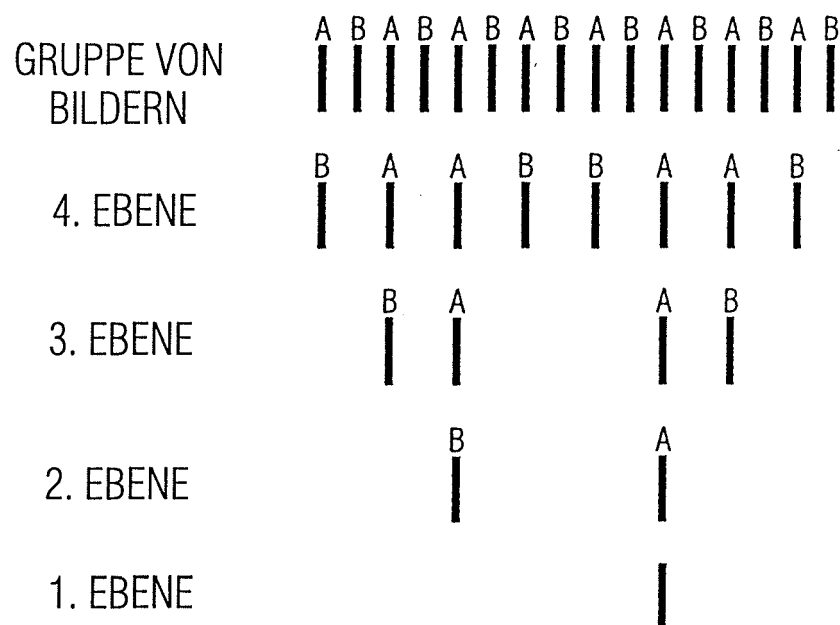 A B A B A B A B A B A B A B A B
GRUPPE VON
BILDERN
B A A B B A A B
4. EBENE
B A A B
3. EBENE
B A
2. EBENE
1. EBENE